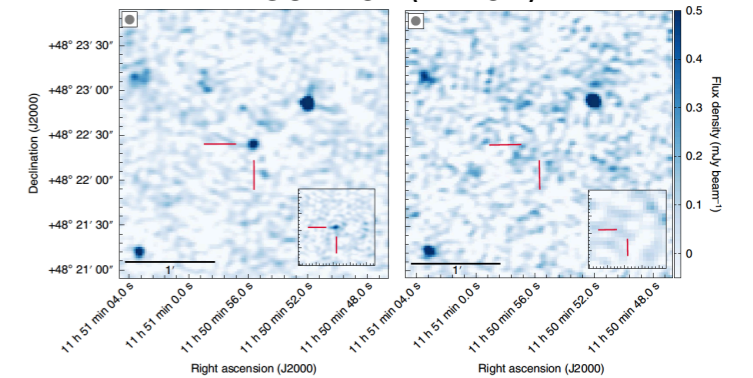 Declination (J2000)
+48° 23′ 30″
+48° 23′ 00″
+48° 22′ 30″
+48° 22′ 00″
+48° 21′ 30″
+48° 21′ 00″
1′
11 h 51 min 04.0 s
11 h 51 min 0.0 s
11 h 50 min 56.0 s
11 h 50 min 52.0 s
11 h 50 min 48.0 s
Right ascension (J2000)
1′
11 h 51 min 04.0 s
11 h 51 min 0.0 s
11 h 50 min 56.0 s
11 h 50 min 52.0 s
11 h 50 min 48.0 s
Right ascension (J2000)
0.5
0.4
0.3
0.2
0.1
0
Flux density (mJy beam⁻¹)